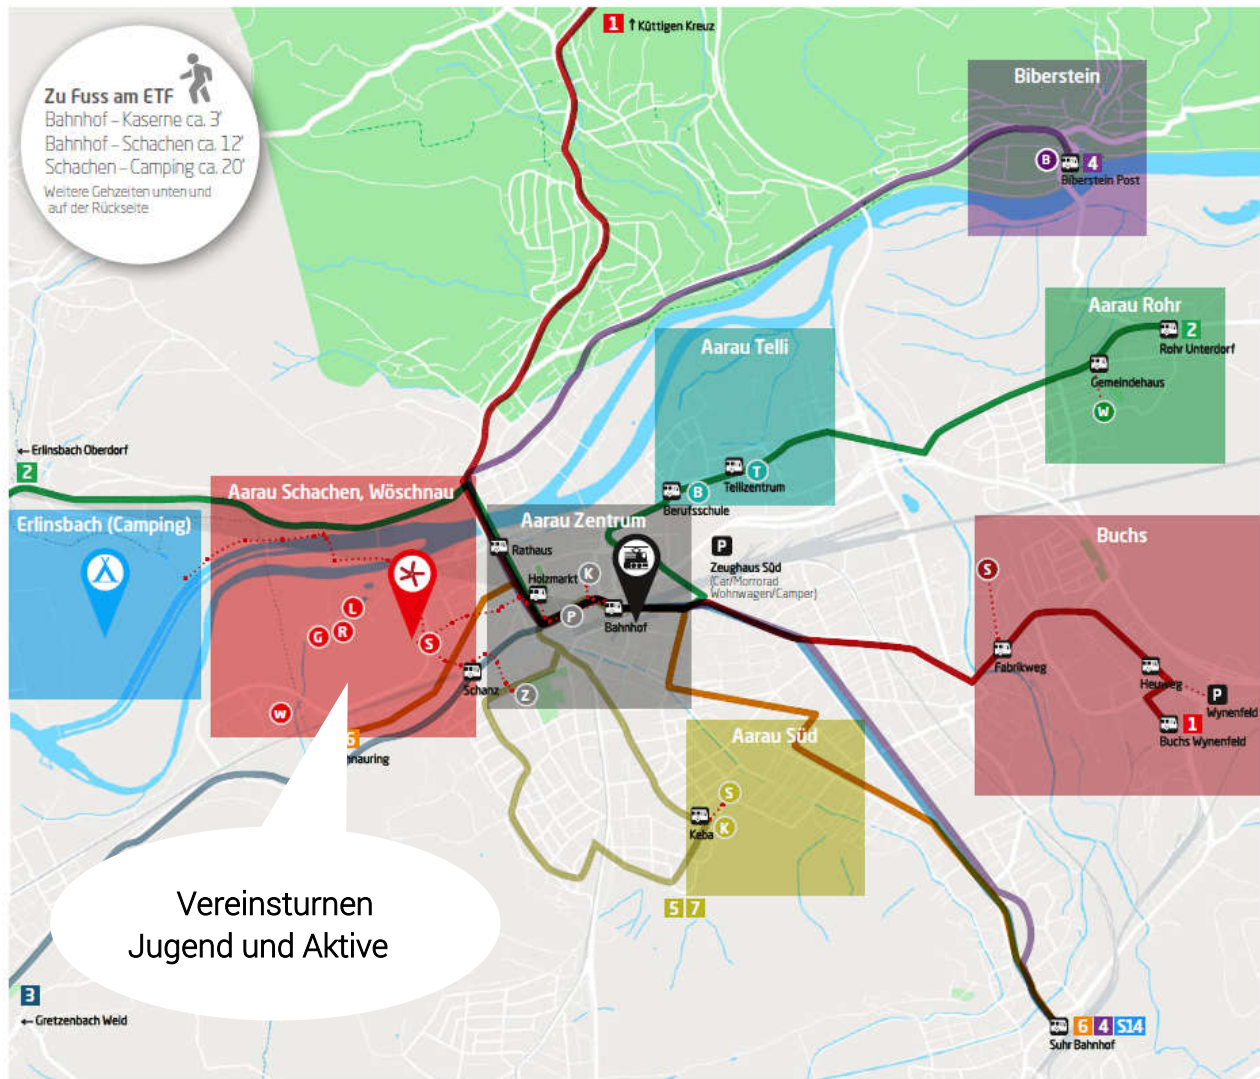 1 ↑ Küttigen Kreuz
Zu Fuss am ETF
Bahnhof – Kaserne ca. 3'
Bahnhof – Schachen ca. 12'
Schachen – Camping ca. 20'
Weitere Gehzeiten unten und
auf der Rückseite
Biberstein
B 4
Biberstein Post
Aarau Rohr
2
Rohr Unterdorf
Gemeindehaus
W
Aarau Telli
T
Tellizentrum
B
Berufsschule
← Erlinsbach Oberdorf
2
Aarau Schachen, Wöschnau
Erlinsbach (Camping)
L
G R
S
W
Schanz
Z
Aarau Zentrum
Rathaus
Holzmarkt K
P
Bahnhof
P
Zeughaus Süd
(Car/Morrorad
Wohnwagen/Camper)
Buchs
S
Fabrikweg
Heuweg
P
Wynenfeld
1
Buchs Wynenfeld
Aarau Süd
S
Keba K
5 7
6
nnauring
Vereinsturnen
Jugend und Aktive
3
← Gretzenbach Weid
6 4 S14
Suhr Bahnhof